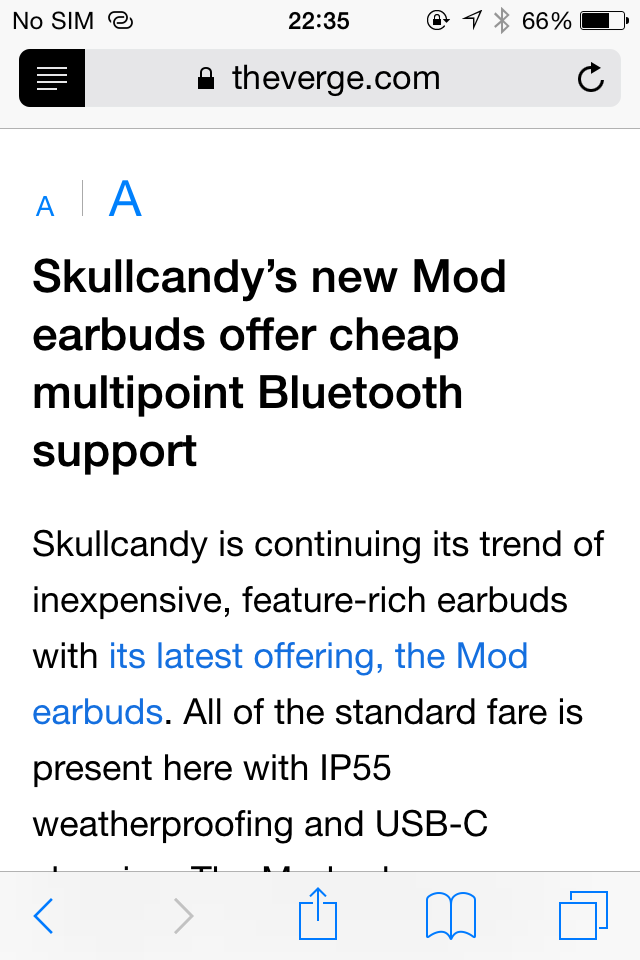 No SIM 22:35 66%
theverge.com
A A
Skullcandy’s new Mod
earbuds offer cheap
multipoint Bluetooth
support
Skullcandy is continuing its trend of
inexpensive, feature-rich earbuds
with its latest offering, the Mod
earbuds. All of the standard fare is
present here with IP55
weatherproofing and USB-C